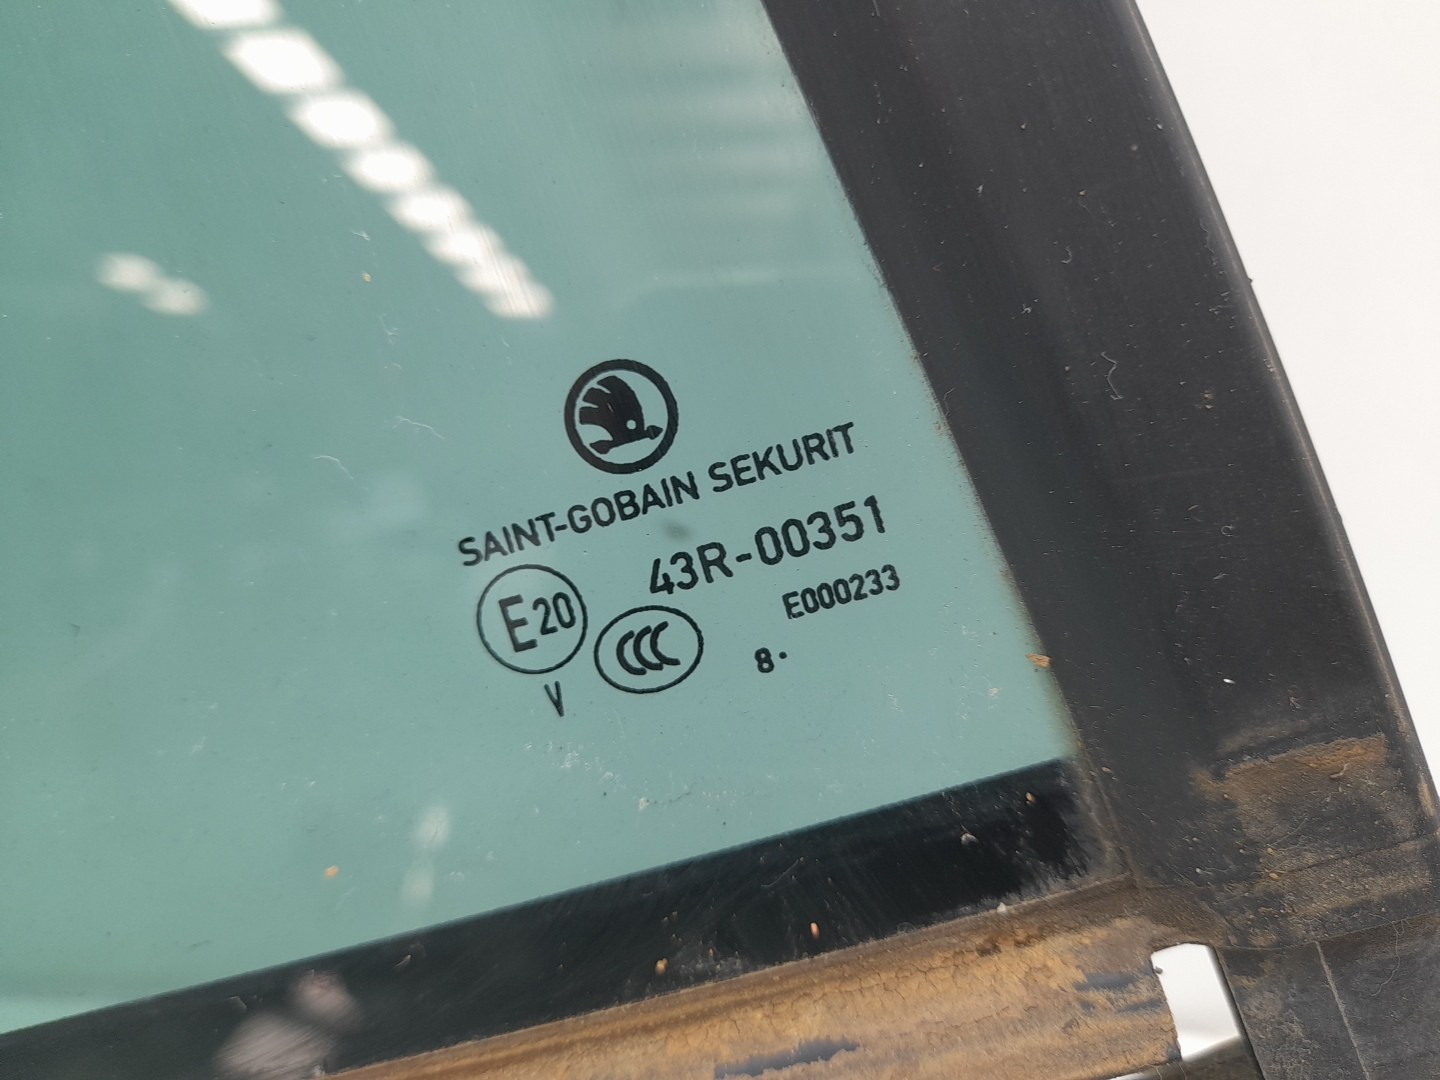 SAINT-GOBAIN SEKURIT
43R-00351
E20
CCC
E000233
V
8·